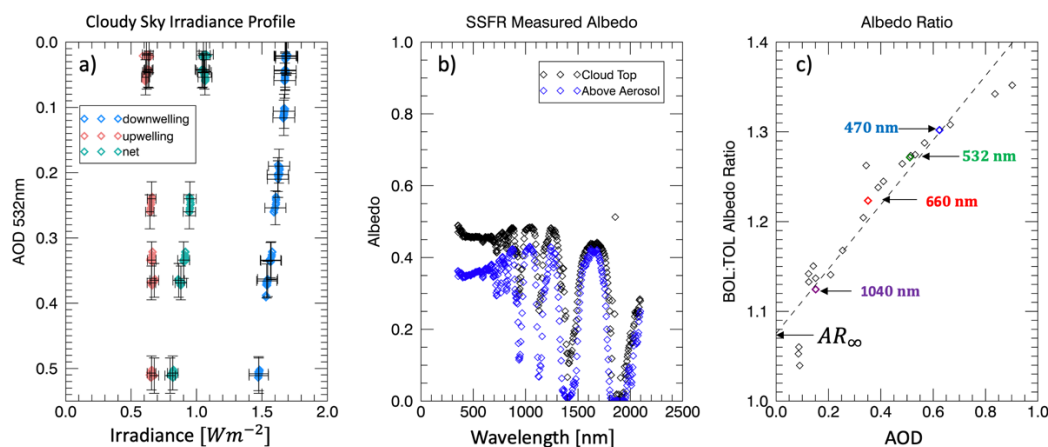 Cloudy Sky Irradiance Profile
a)
downwelling
upwelling
net
AOD 532nm
0.0
0.1
0.2
0.3
0.4
0.5
0.0 0.5 1.0 1.5 2.0
Irradiance [Wm⁻²]
SSFR Measured Albedo
b)
Cloud Top
Above Aerosol
Albedo
1.0
0.8
0.6
0.4
0.2
0.0
0 500 1000 1500 2000 2500
Wavelength [nm]
Albedo Ratio
c)
470 nm
532 nm
660 nm
1040 nm
AR∞
BOL:TOL Albedo Ratio
1.4
1.3
1.2
1.1
1.0
0.0 0.2 0.4 0.6 0.8 1.0
AOD